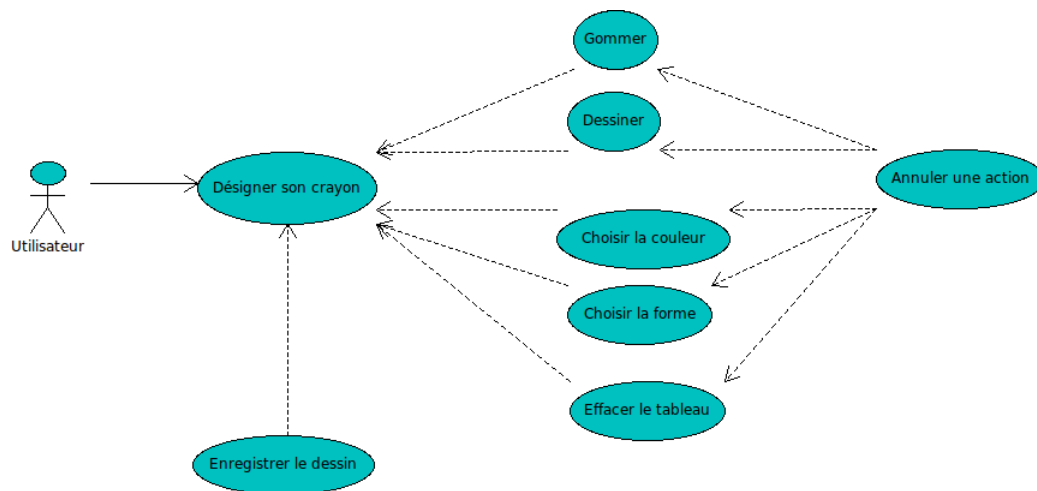 Gommer
Dessiner
Utilisateur
Désigner son crayon
Annuler une action
Choisir la couleur
Choisir la forme
Effacer le tableau
Enregistrer le dessin